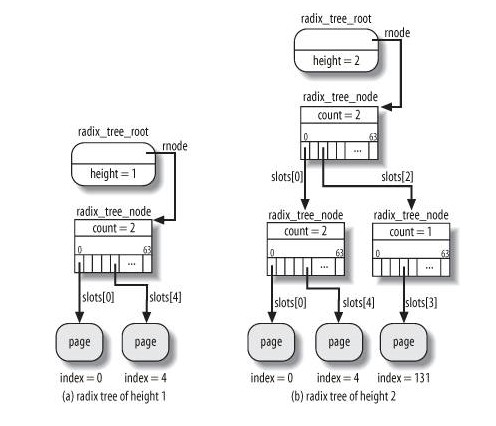 radix_tree_root
rnode
height = 1
radix_tree_node
count = 2
0 63
...
slots[0] slots[4]
page page
index = 0 index = 4
(a) radix tree of height 1
radix_tree_root
rnode
height = 2
radix_tree_node
count = 2
0 63
...
slots[0] slots[2]
radix_tree_node radix_tree_node
count = 2 count = 1
0 63 0 63
... ...
slots[0] slots[4] slots[3]
page page page
index = 0 index = 4 index = 131
(b) radix tree of height 2